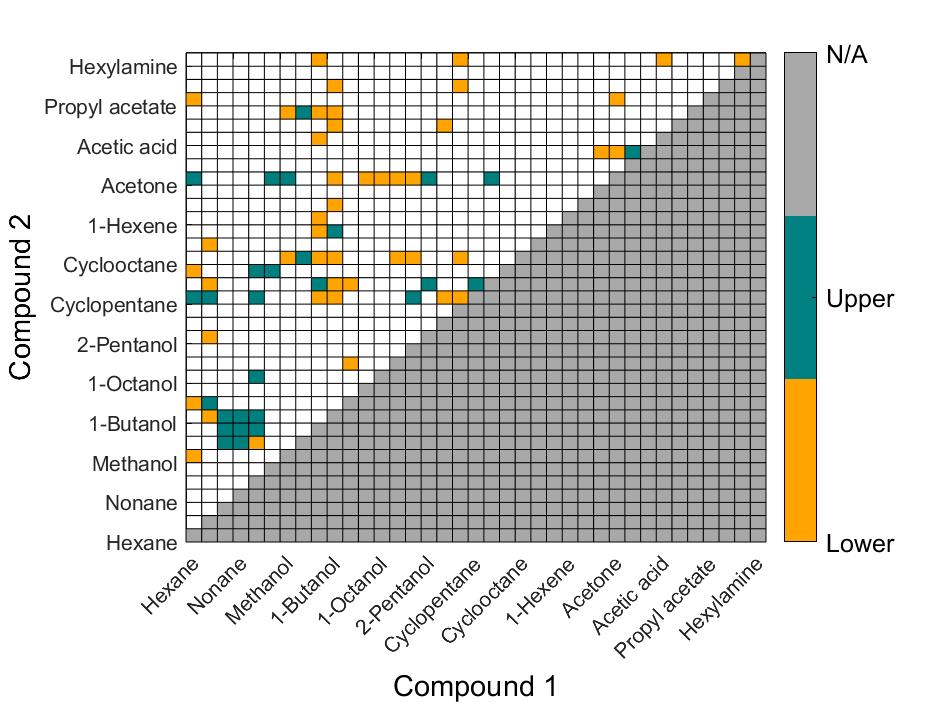 Hexylamine
Propyl acetate
Acetic acid
Acetone
1-Hexene
Cyclooctane
Cyclopentane
2-Pentanol
1-Octanol
1-Butanol
Methanol
Nonane
Hexane
Compound 2
Hexane
Nonane
Methanol
1-Butanol
1-Octanol
2-Pentanol
Cyclopentane
Cyclooctane
1-Hexene
Acetone
Acetic acid
Propyl acetate
Hexylamine
Compound 1
N/A
Upper
Lower